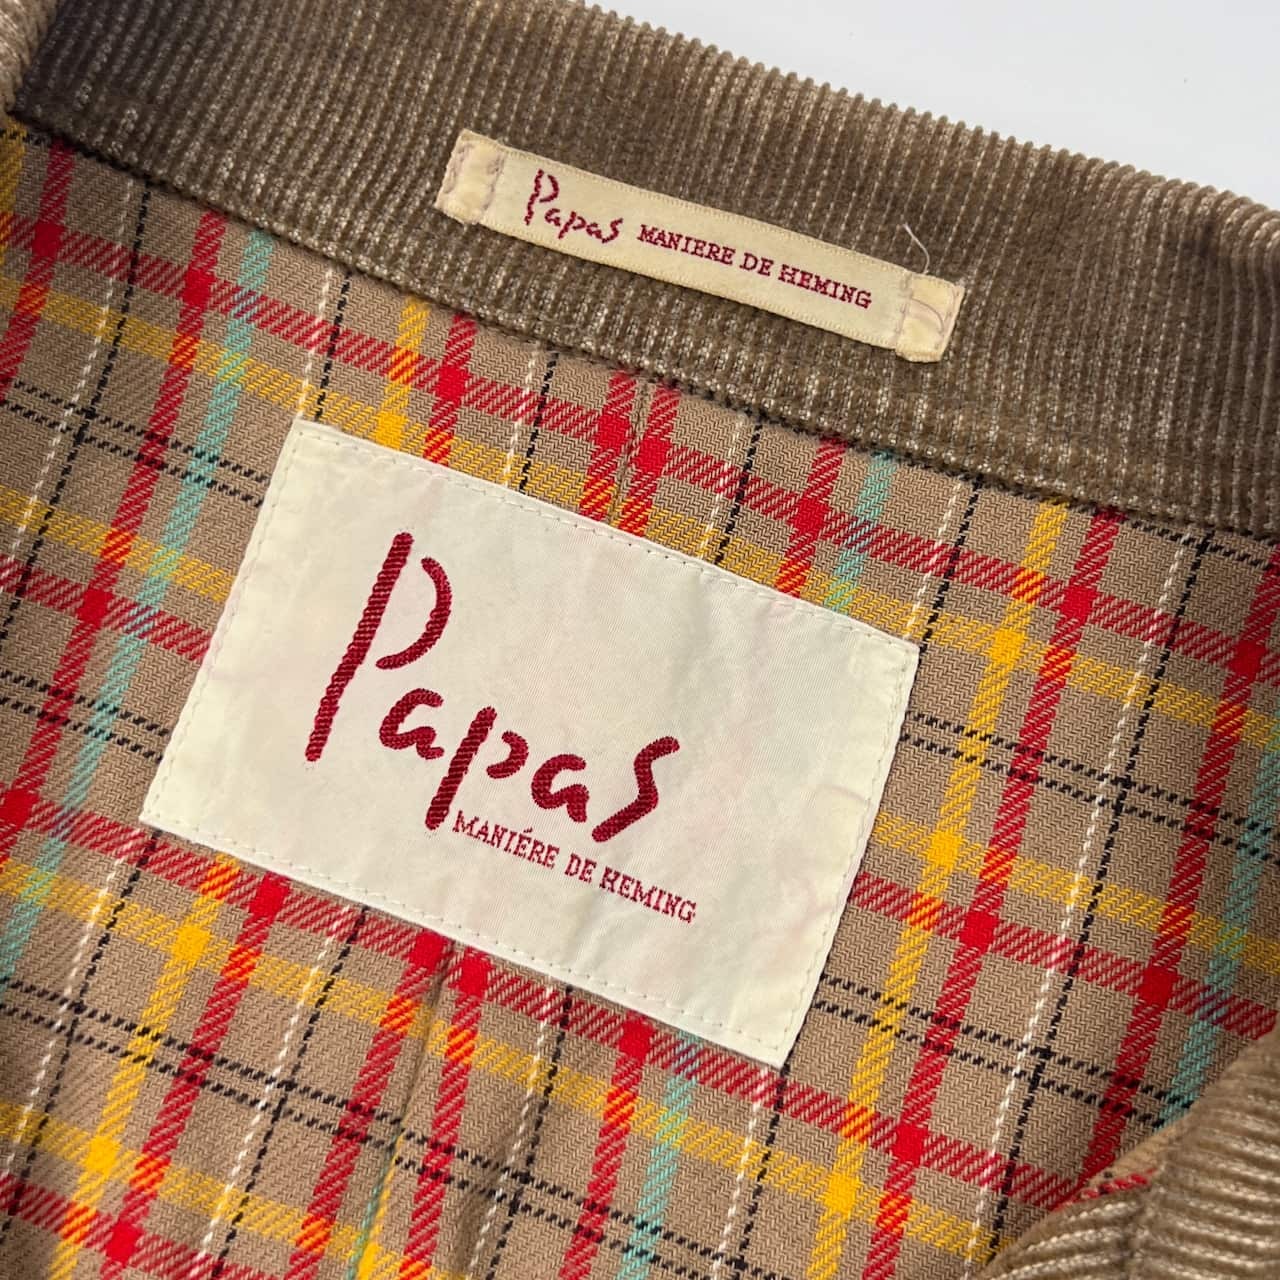 Papas MANIERE DE HEMING
Papas
MANIÉRE DE HEMING